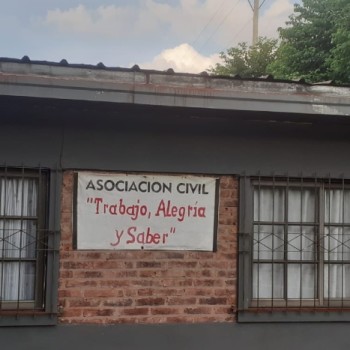 ASOCIACION CIVIL
"Trabajo, Alegria
y Saber"